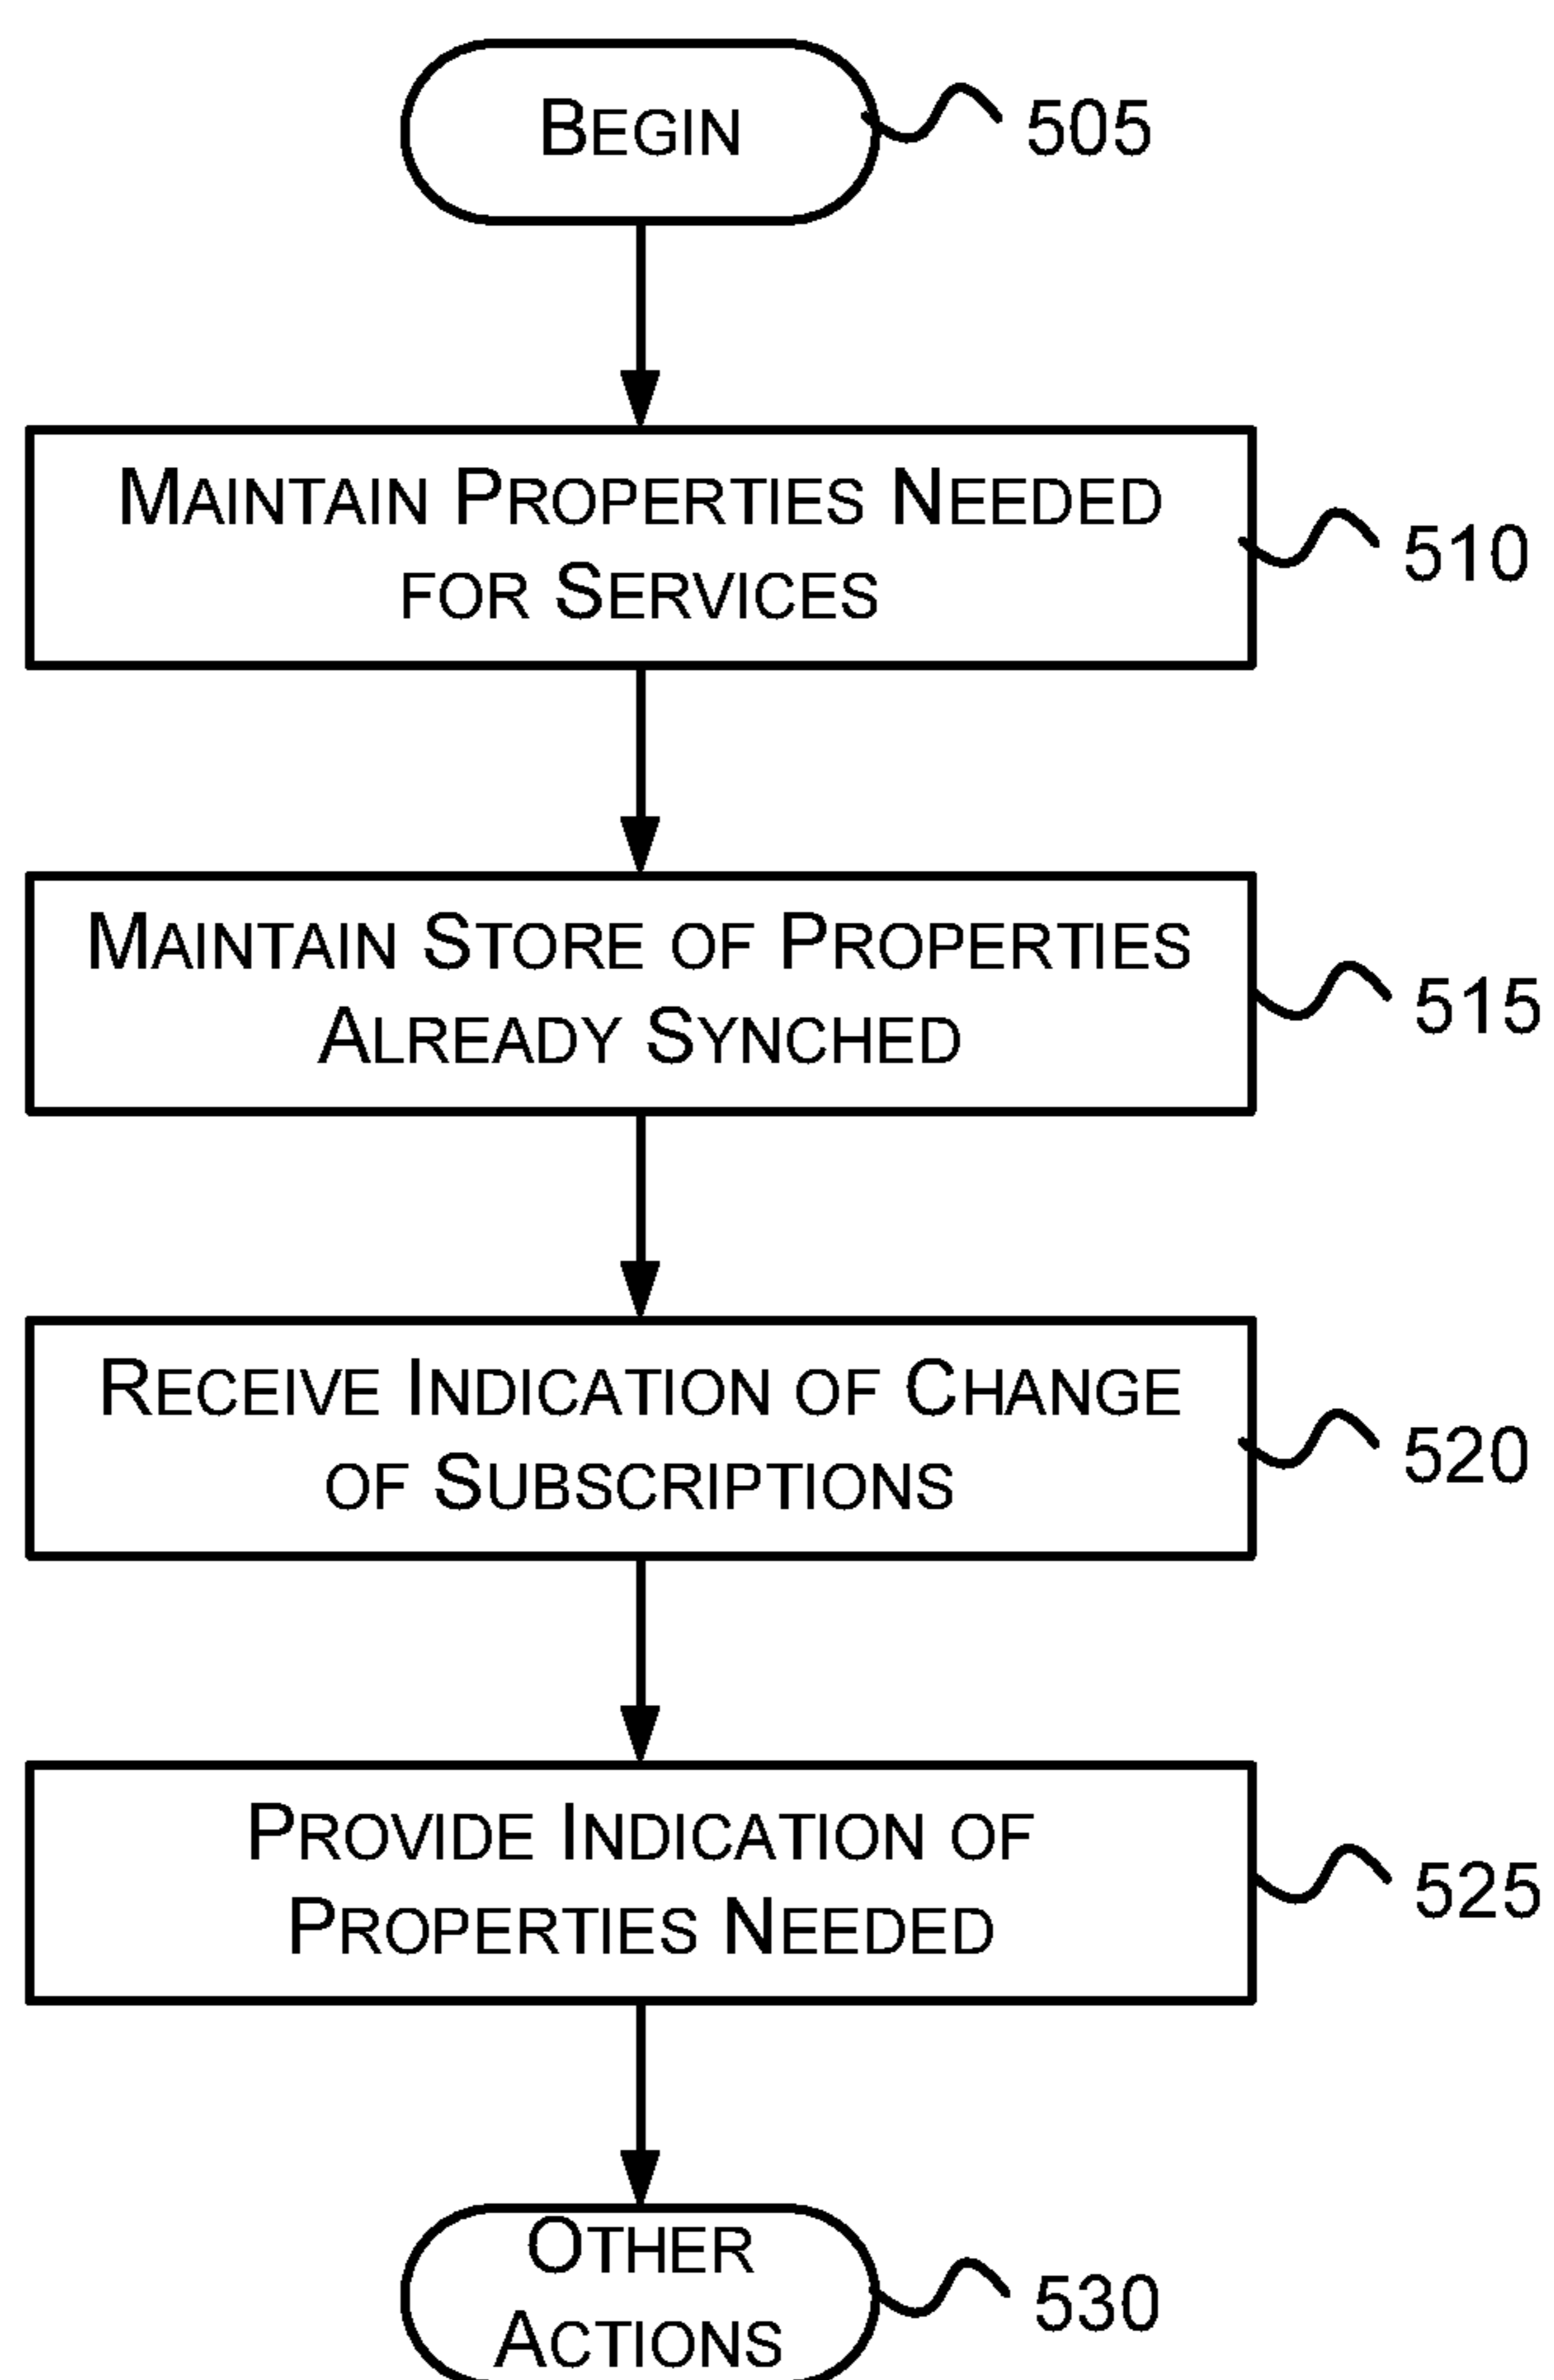 BEGIN
505
MAINTAIN PROPERTIES NEEDED
FOR SERVICES
510
MAINTAIN STORE OF PROPERTIES
ALREADY SYNCHED
515
RECEIVE INDICATION OF CHANGE
OF SUBSCRIPTIONS
520
PROVIDE INDICATION OF
PROPERTIES NEEDED
525
OTHER
ACTIONS
530